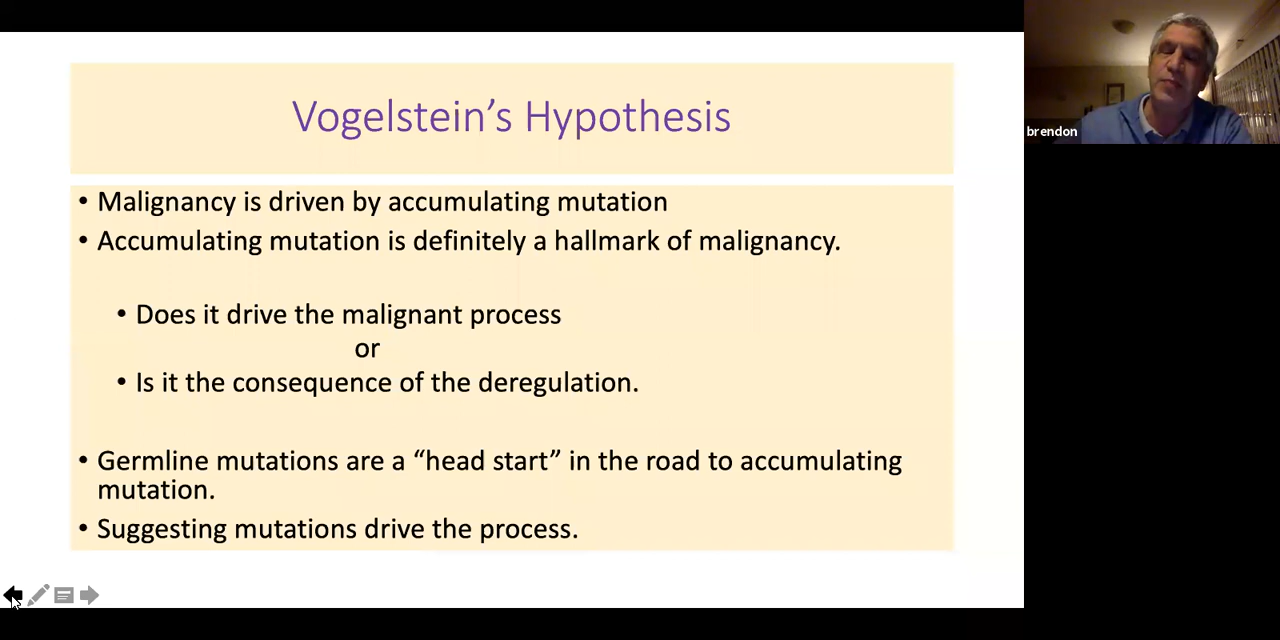 Vogelstein’s Hypothesis
brendon
• Malignancy is driven by accumulating mutation
• Accumulating mutation is definitely a hallmark of malignancy.
• Does it drive the malignant process
or
• Is it the consequence of the deregulation.
• Germline mutations are a “head start” in the road to accumulating
mutation.
• Suggesting mutations drive the process.